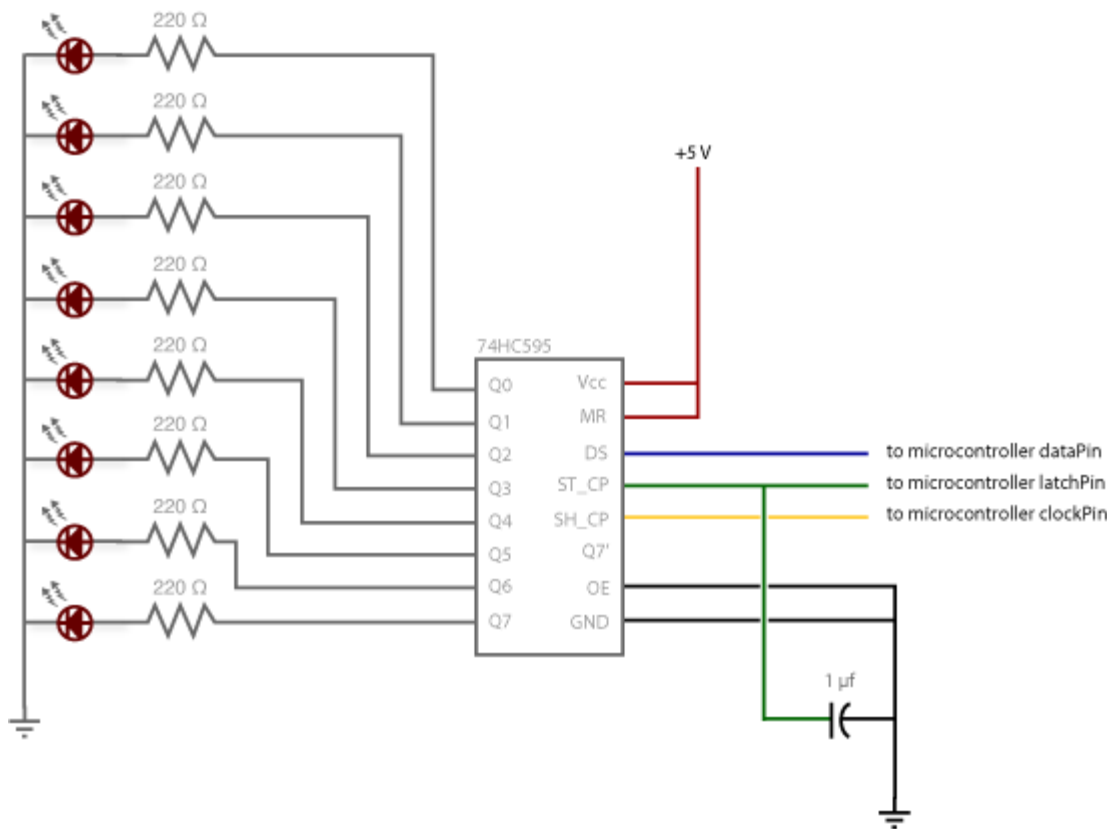 220 Ω
220 Ω
220 Ω
220 Ω
220 Ω
220 Ω
220 Ω
220 Ω
+5 V
74HC595
Q0
Q1
Q2
Q3
Q4
Q5
Q6
Q7
Vcc
MR
DS
ST_CP
SH_CP
Q7'
OE
GND
to microcontroller dataPin
to microcontroller latchPin
to microcontroller clockPin
1 µf